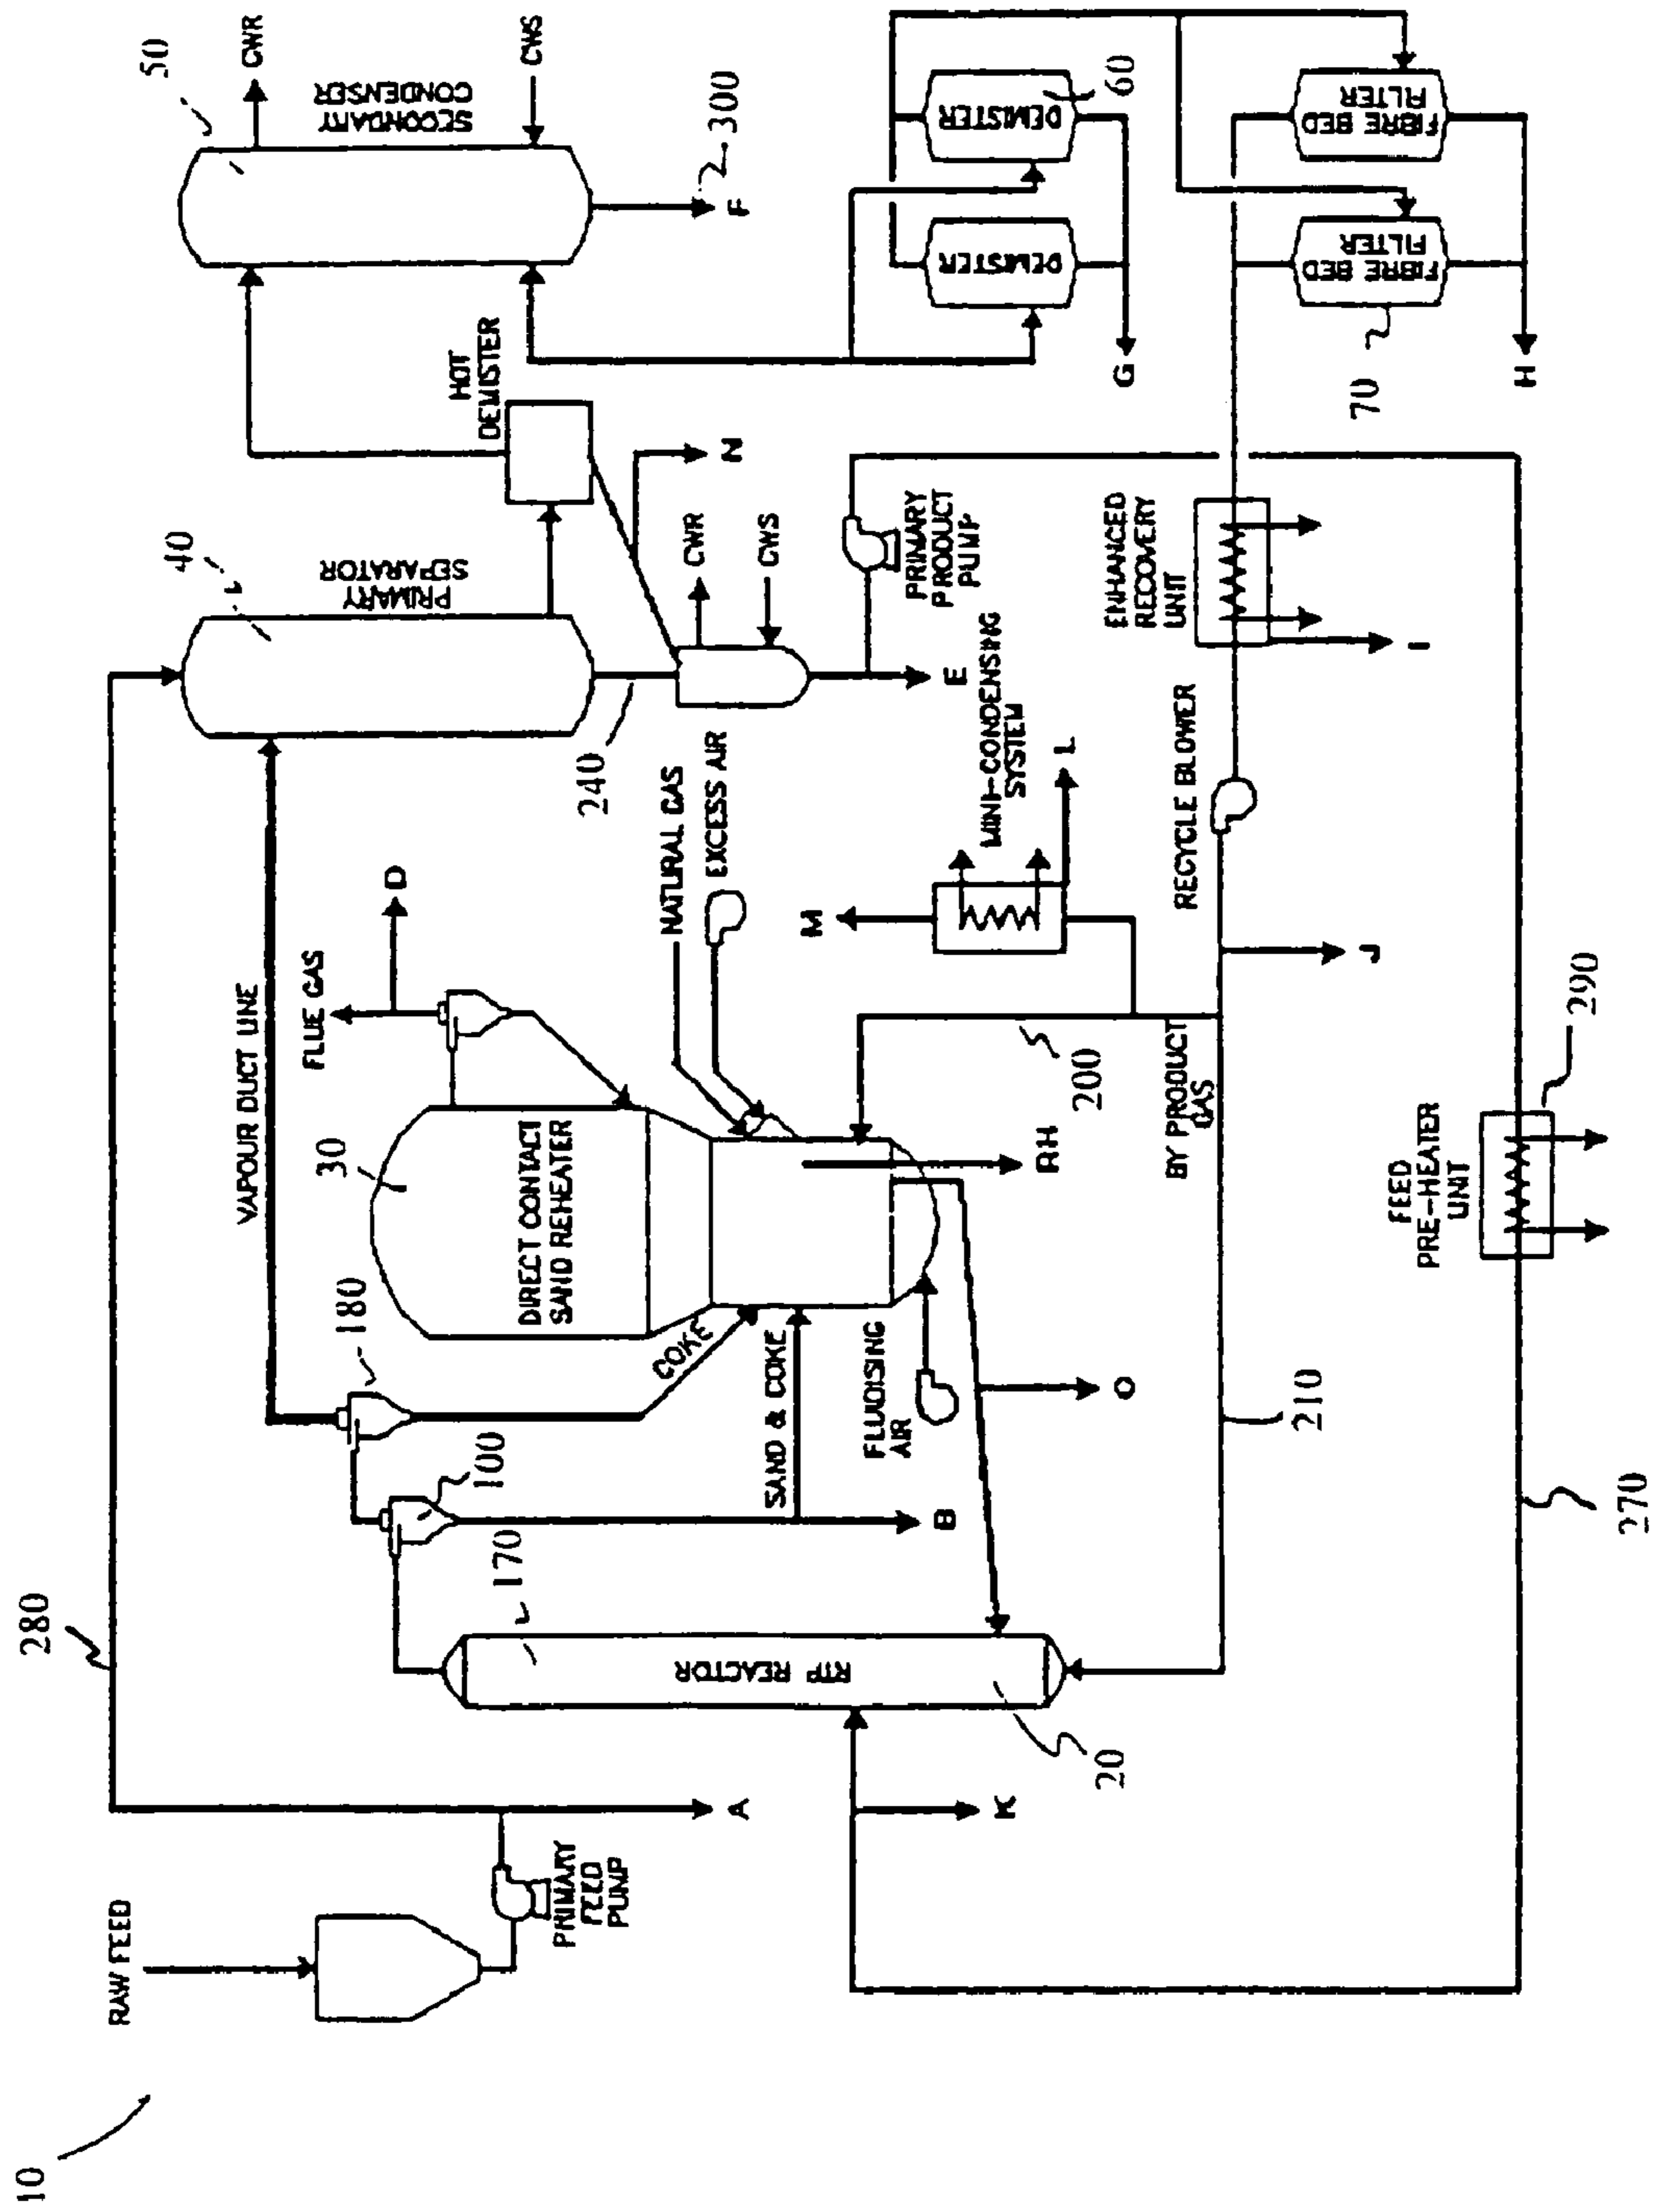 10
RAW FEED
PRIMARY
FEED
PUMP
A
280
K
20
170
RTP REACTOR
100
B
180
SAND & COKE
COKE
VAPOUR DUCT LINE
30
DIRECT CONTACT
SAND REHEATER
FLUE GAS
D
FLUDISING
AIR
O
RH
NATURAL GAS
EXCESS AIR
200
BY PRODUCT
GAS
210
270
290
FEED
PRE-HEATER
UNIT
M
MINI-CONDENSING
SYSTEM
L
J
RECYCLE BLOWER
40
PRIMARY
SEPARATOR
240
CWR
CWS
E
N
HOT
DEMISTER
PRIMARY
PRODUCT
PUMP
ENHANCED
RECOVERY
UNIT
I
50
SECONDARY
CONDENSER
CWR
CWS
F
300
DEMISTER
DEMISTER
60
G
FIBRE BED
FILTER
FIBRE BED
FILTER
70
H